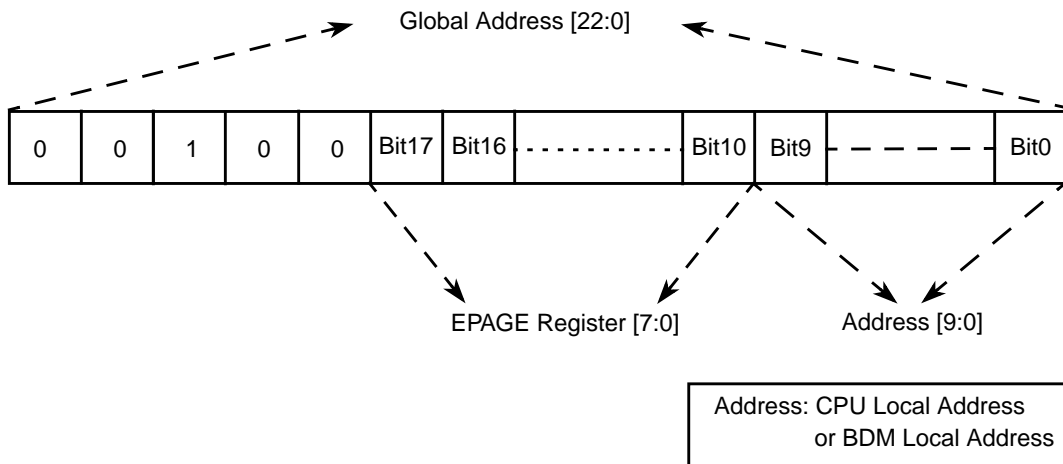 Global Address [22:0]
0 0 1 0 0 Bit17 Bit16 Bit10 Bit9 Bit0
EPAGE Register [7:0] Address [9:0]
Address: CPU Local Address
or BDM Local Address